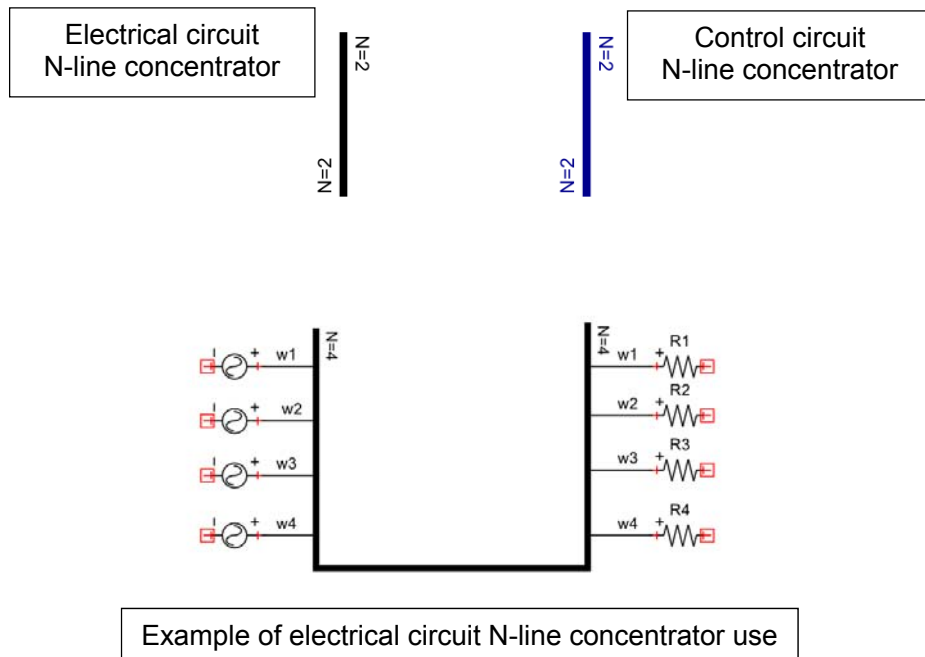 Electrical circuit
N-line concentrator
N=2
N=2
N=2
N=2
Control circuit
N-line concentrator
N=4
N=4
w1
w2
w3
w4
+
+
+
+
w1
w2
w3
w4
+
+
+
+
R1
R2
R3
R4
Example of electrical circuit N-line concentrator use